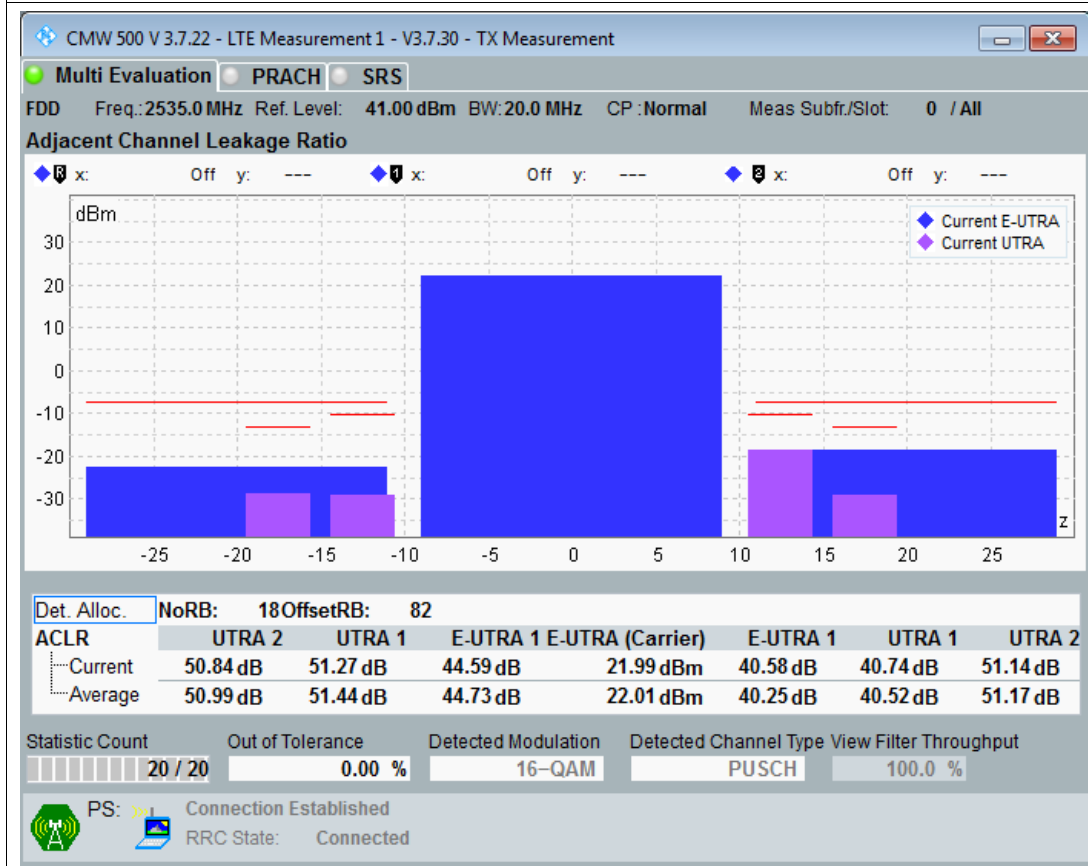 CMW 500 V 3.7.22 - LTE Measurement 1 - V3.7.30 - TX Measurement
Multi Evaluation PRACH SRS
FDD Freq.: 2535.0 MHz Ref. Level: 41.00 dBm BW: 20.0 MHz CP : Normal Meas Subfr./Slot: 0 / All
Adjacent Channel Leakage Ratio
R x: Off y: --- 1 x: Off y: --- 2 x: Off y: ---
dBm
Current E-UTRA
Current UTRA
30
20
10
0
-10
-20
-30
z
-25 -20 -15 -10 -5 0 5 10 15 20 25
Det. Alloc. NoRB: 18 OffsetRB: 82
ACLR UTRA 2 UTRA 1 E-UTRA 1 E-UTRA (Carrier) E-UTRA 1 UTRA 1 UTRA 2
Current 50.84 dB 51.27 dB 44.59 dB 21.99 dBm 40.58 dB 40.74 dB 51.14 dB
Average 50.99 dB 51.44 dB 44.73 dB 22.01 dBm 40.25 dB 40.52 dB 51.17 dB
Statistic Count Out of Tolerance Detected Modulation Detected Channel Type View Filter Throughput
20 / 20 0.00 % 16-QAM PUSCH 100.0 %
PS: Connection Established
RRC State: Connected